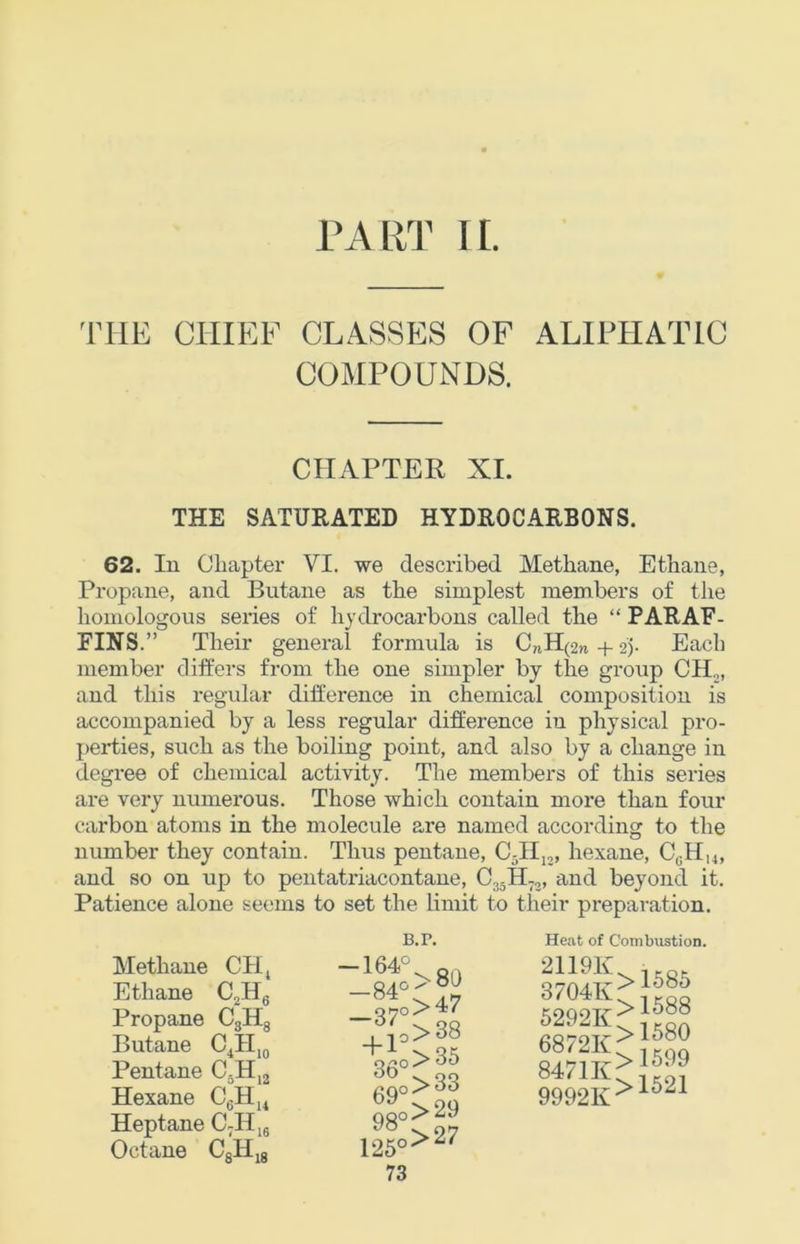 PART II.
THE CHIEF CLASSES OF ALIPHATIC
COMPOUNDS.
CHAPTER XI.
THE SATURATED HYDROCARBONS.
62. In Chapter VI. we described Methane, Ethane,
Propane, and Butane as the simplest members of the
homologous series of hydrocarbons called the “PARAF-
FINS.” Their general formula is CₙH₍₂ₙ ₊ ₂₎. Each
member differs from the one simpler by the group CH₂,
and this regular difference in chemical composition is
accompanied by a less regular difference in physical pro-
perties, such as the boiling point, and also by a change in
degree of chemical activity. The members of this series
are very numerous. Those which contain more than four
carbon atoms in the molecule are named according to the
number they contain. Thus pentane, C₅H₁₂, hexane, C₆H₁₄,
and so on up to pentatriacontane, C₃₅H₇₂, and beyond it.
Patience alone seems to set the limit to their preparation.
B.P. Heat of Combustion.
Methane CH₄ −164° >80 2119K >1585
Ethane C₂H₆ −84° >47 3704K >1588
Propane C₃H₈ −37° >38 5292K >1580
Butane C₄H₁₀ +1° >35 6872K >1599
Pentane C₅H₁₂ 36° >33 8471K >1521
Hexane C₆H₁₄ 69° >29 9992K
Heptane C₇H₁₆ 98° >27
Octane C₈H₁₈ 125°
73